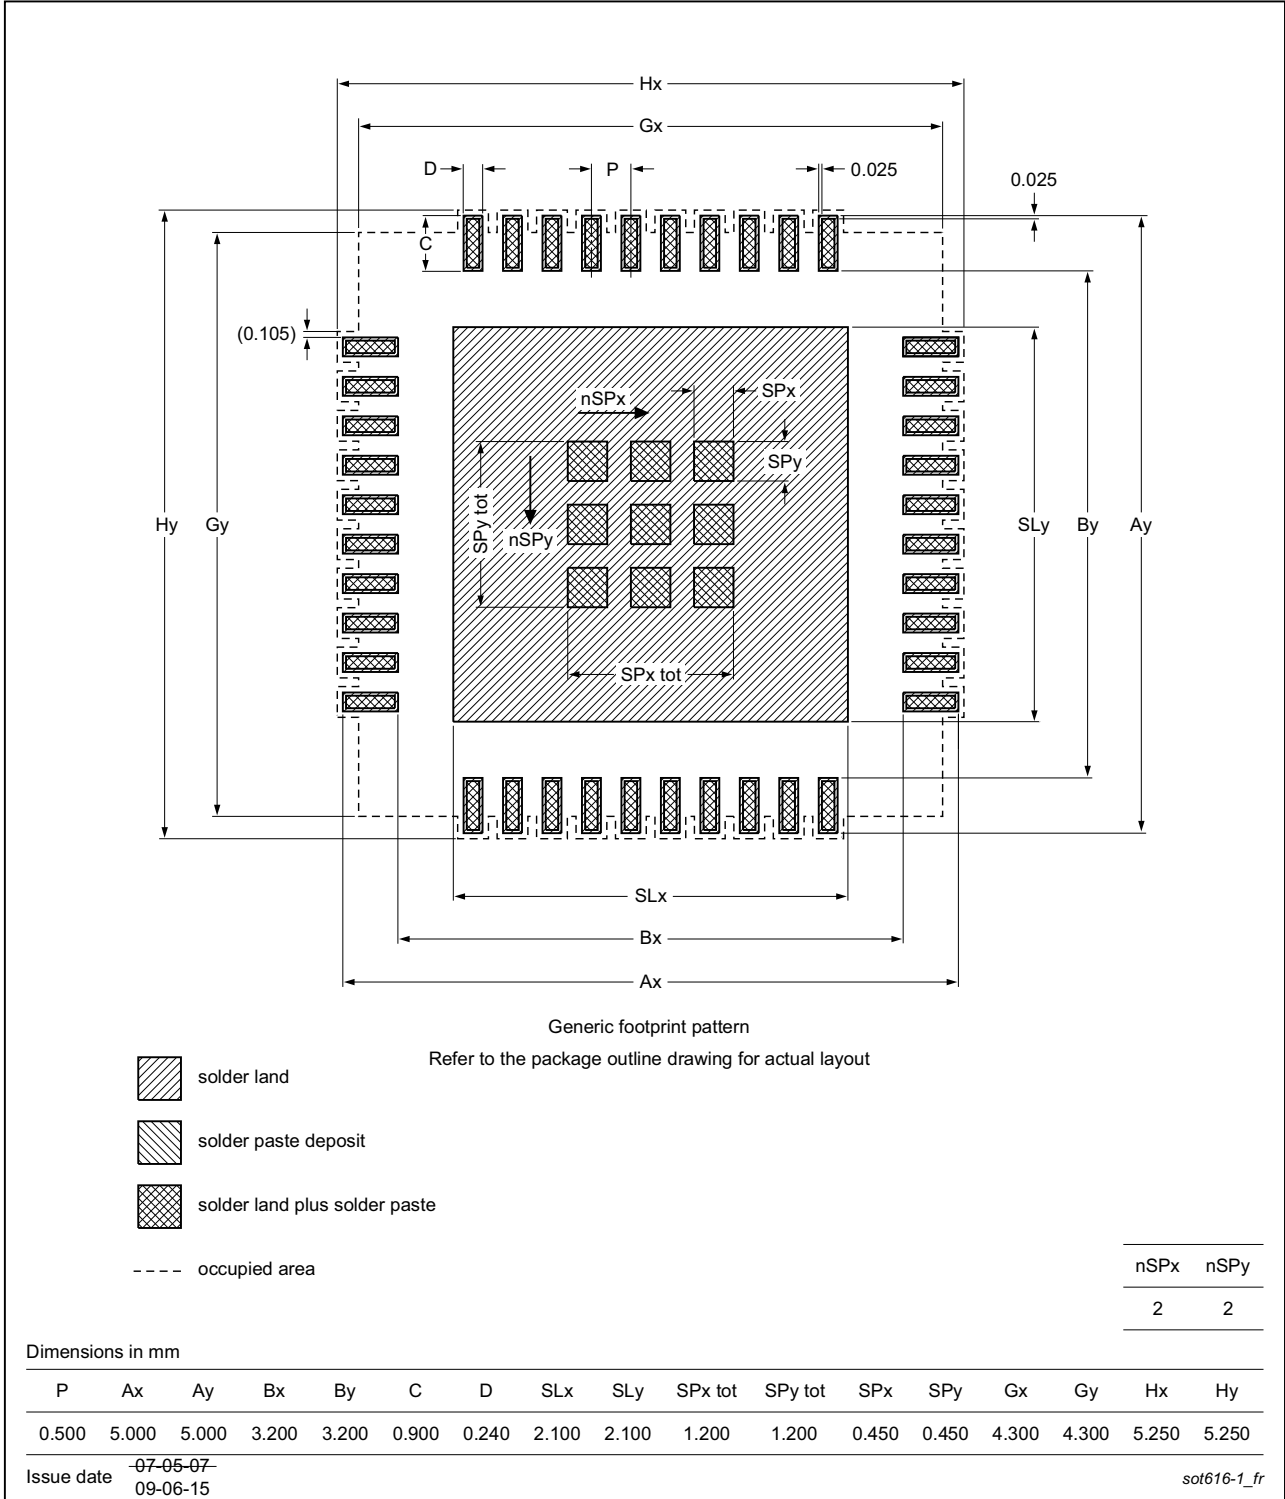 Hx
Gx
D
P
0.025
0.025
C
(0.105)
nSPx
SPx
SPy
SPy tot
nSPy
Hy
Gy
SLy
By
Ay
SPx tot
SLx
Bx
Ax
Generic footprint pattern
Refer to the package outline drawing for actual layout
solder land
solder paste deposit
solder land plus solder paste
occupied area
nSPx nSPy
2 2
Dimensions in mm
P Ax Ay Bx By C D SLx SLy SPx tot SPy tot SPx SPy Gx Gy Hx Hy
0.500 5.000 5.000 3.200 3.200 0.900 0.240 2.100 2.100 1.200 1.200 0.450 0.450 4.300 4.300 5.250 5.250
Issue date 07-05-07
09-06-15
sot616-1_fr